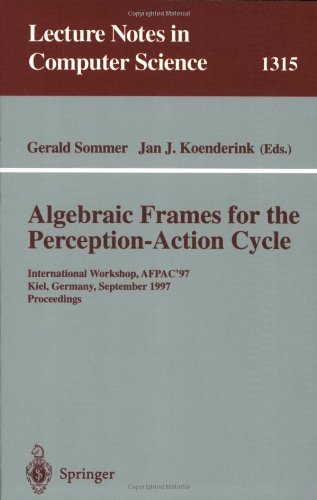 Lecture Notes in
Computer Science 1315
Gerald Sommer Jan J. Koenderink (Eds.)
Algebraic Frames for the
Perception-Action Cycle
International Workshop, AFPAC'97
Kiel, Germany, September 1997
Proceedings
Springer